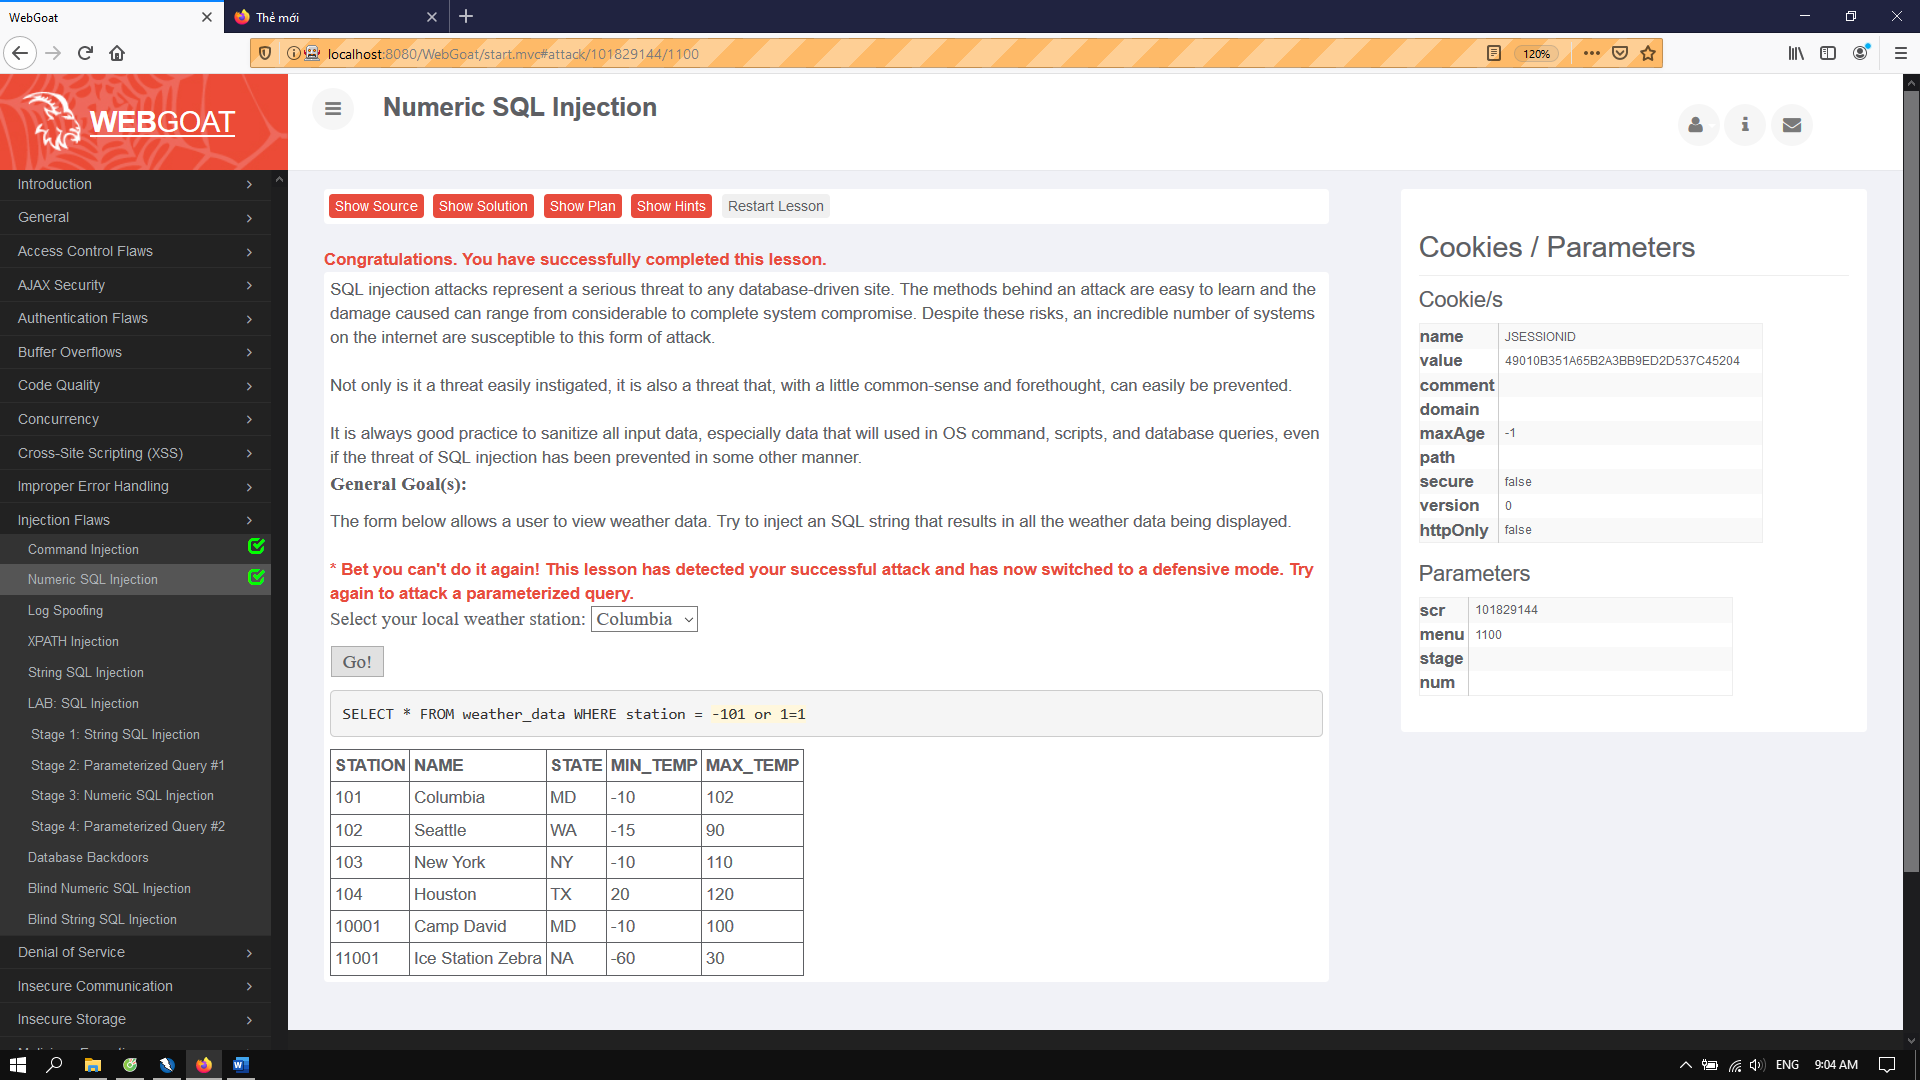 WebGoat
Thẻ mới
localhost:8080/WebGoat/start.mvc#attack/101829144/1100
120%
WEBGOAT
Numeric SQL Injection
Introduction
General
Access Control Flaws
AJAX Security
Authentication Flaws
Buffer Overflows
Code Quality
Concurrency
Cross-Site Scripting (XSS)
Improper Error Handling
Injection Flaws
Command Injection
Numeric SQL Injection
Log Spoofing
XPATH Injection
String SQL Injection
LAB: SQL Injection
Stage 1: String SQL Injection
Stage 2: Parameterized Query #1
Stage 3: Numeric SQL Injection
Stage 4: Parameterized Query #2
Database Backdoors
Blind Numeric SQL Injection
Blind String SQL Injection
Denial of Service
Insecure Communication
Insecure Storage
Show Source Show Solution Show Plan Show Hints Restart Lesson
Congratulations. You have successfully completed this lesson.
SQL injection attacks represent a serious threat to any database-driven site. The methods behind an attack are easy to learn and the
damage caused can range from considerable to complete system compromise. Despite these risks, an incredible number of systems
on the internet are susceptible to this form of attack.
Not only is it a threat easily instigated, it is also a threat that, with a little common-sense and forethought, can easily be prevented.
It is always good practice to sanitize all input data, especially data that will used in OS command, scripts, and database queries, even
if the threat of SQL injection has been prevented in some other manner.
General Goal(s):
The form below allows a user to view weather data. Try to inject an SQL string that results in all the weather data being displayed.
* Bet you can't do it again! This lesson has detected your successful attack and has now switched to a defensive mode. Try
again to attack a parameterized query.
Select your local weather station: Columbia
Go!
SELECT * FROM weather_data WHERE station = -101 or 1=1
STATION NAME STATE MIN_TEMP MAX_TEMP
101 Columbia MD -10 102
102 Seattle WA -15 90
103 New York NY -10 110
104 Houston TX 20 120
10001 Camp David MD -10 100
11001 Ice Station Zebra NA -60 30
Cookies / Parameters
Cookie/s
name JSESSIONID
value 49010B351A65B2A3BB9ED2D537C45204
comment
domain
maxAge -1
path
secure false
version 0
httpOnly false
Parameters
scr 101829144
menu 1100
stage
num
ENG 9:04 AM